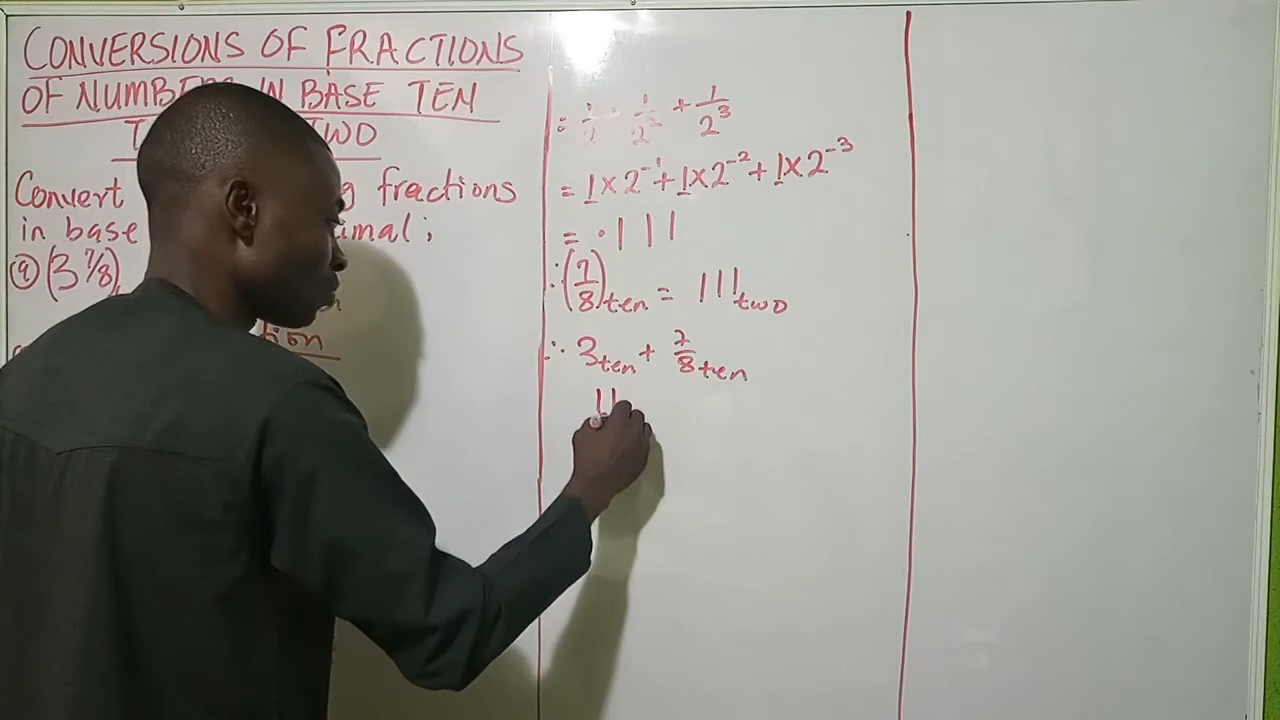 CONVERSIONS OF FRACTIONS
OF NUMBERS IN BASE TEN
TWO
Convert fractions
in base
@ (3 7/8)
= 1/2 + 1/2² + 1/2³
= 1×2⁻¹ + 1×2⁻² + 1×2⁻³
= .111
∴ (7/8)ten = 111two
∴ 3ten + 7/8ten
11